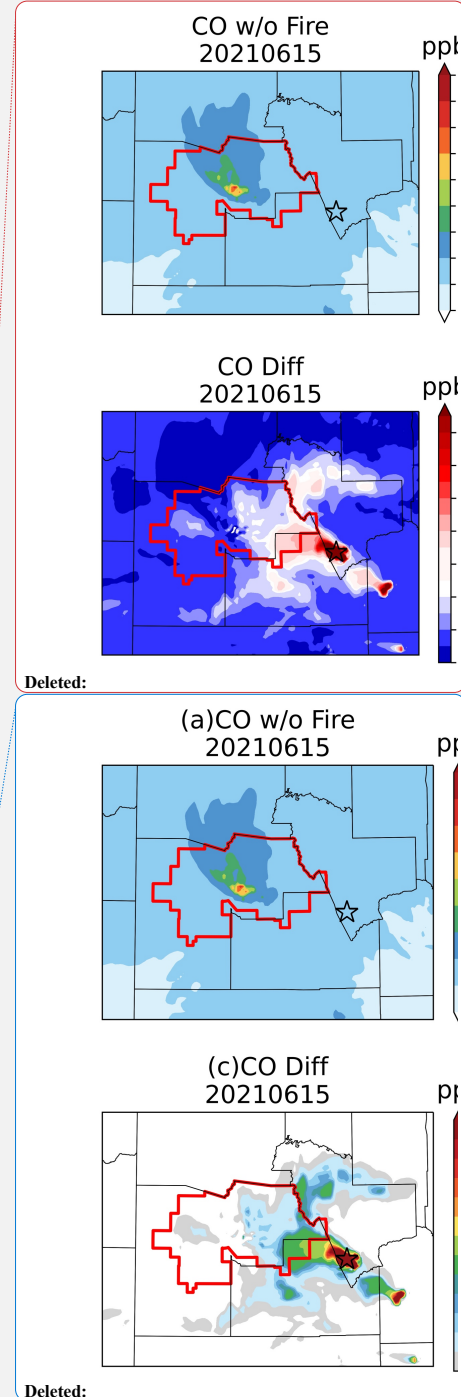 CO w/o Fire
20210615
ppb
CO Diff
20210615
ppb
Deleted:
(a)CO w/o Fire
20210615
(c)CO Diff
20210615
Deleted: